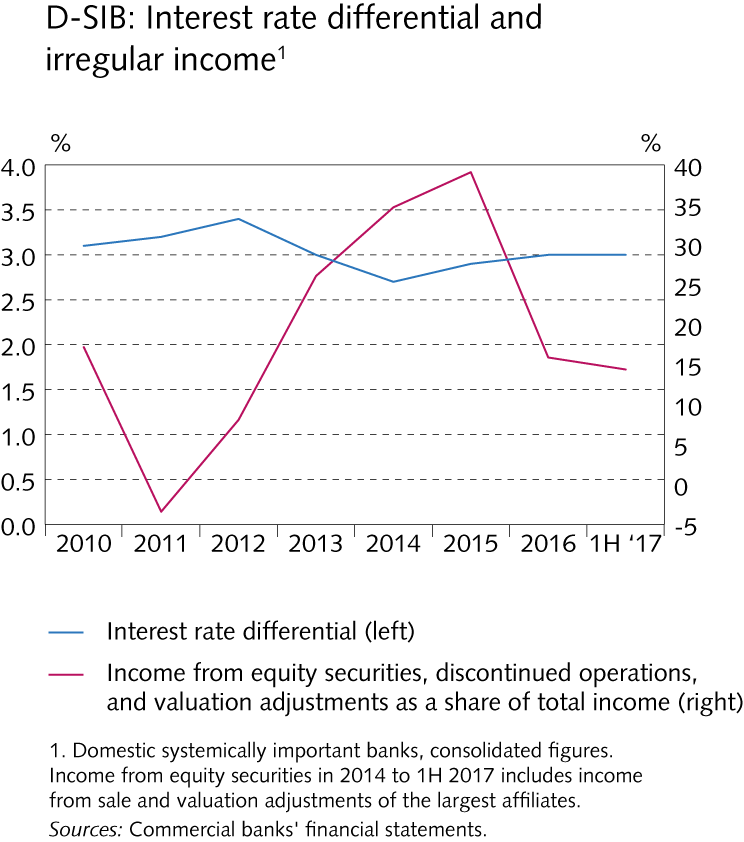 D-SIB: Interest rate differential and
irregular income¹
% %
4.0 40
3.5 35
3.0 30
2.5 25
2.0 20
1.5 15
1.0 10
0.5 5
0.0 0
-5
2010 2011 2012 2013 2014 2015 2016 1H ‘17
Interest rate differential (left)
Income from equity securities, discontinued operations,
and valuation adjustments as a share of total income (right)
1. Domestic systemically important banks, consolidated figures.
Income from equity securities in 2014 to 1H 2017 includes income
from sale and valuation adjustments of the largest affiliates.
Sources: Commercial banks' financial statements.